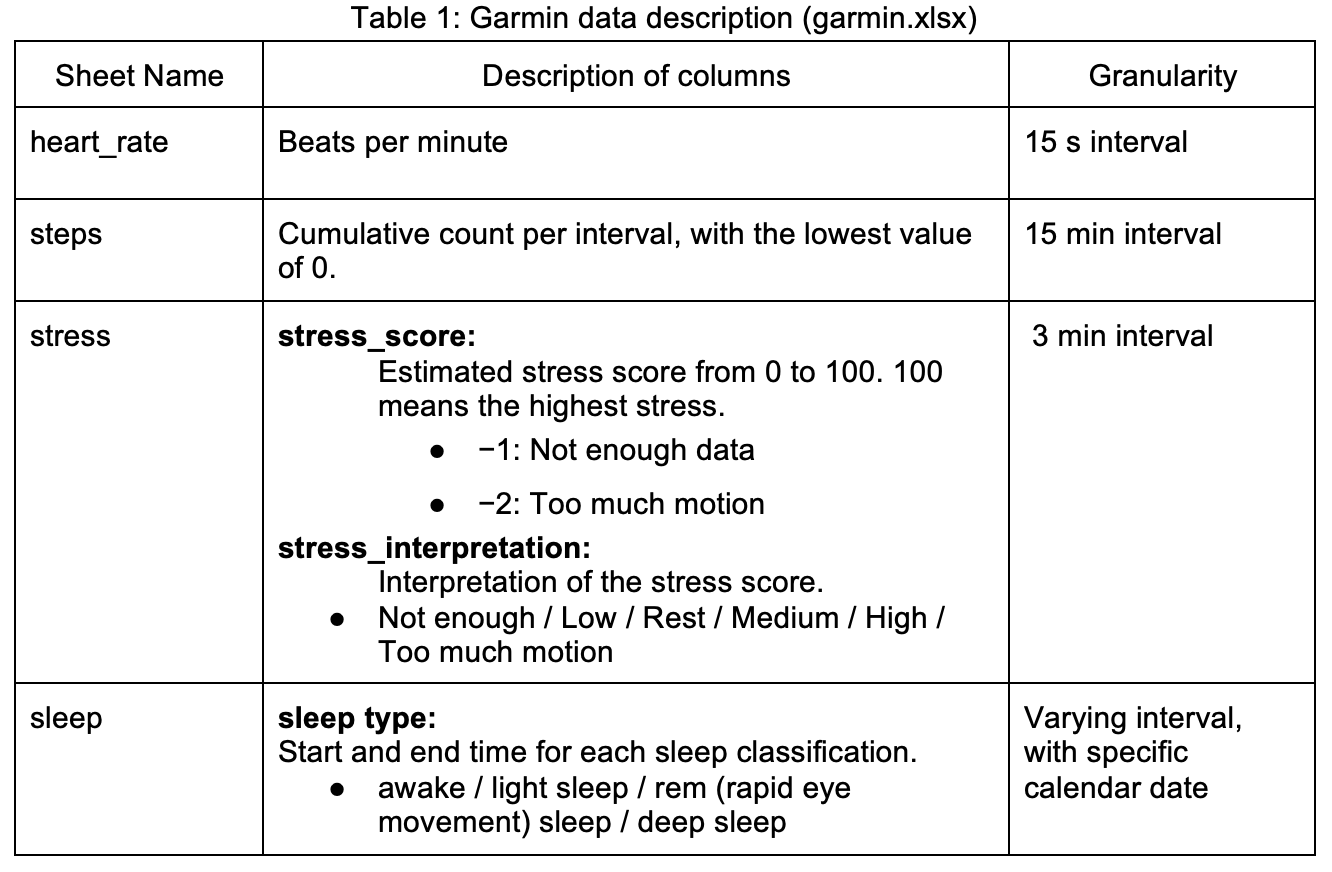 Table 1: Garmin data description (garmin.xlsx)
Sheet Name Description of columns Granularity
heart_rate Beats per minute 15 s interval
steps Cumulative count per interval, with the lowest value 15 min interval
of 0.
stress stress_score: 3 min interval
Estimated stress score from 0 to 100. 100
means the highest stress.
● −1: Not enough data
● −2: Too much motion
stress_interpretation:
Interpretation of the stress score.
● Not enough / Low / Rest / Medium / High /
Too much motion
sleep sleep type: Varying interval,
Start and end time for each sleep classification. with specific
● awake / light sleep / rem (rapid eye calendar date
movement) sleep / deep sleep